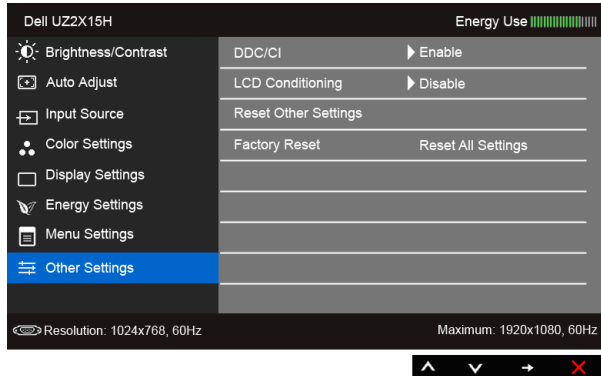 Dell UZ2X15H
Energy Use
Brightness/Contrast
Auto Adjust
Input Source
Color Settings
Display Settings
Energy Settings
Menu Settings
Other Settings
DDC/CI Enable
LCD Conditioning Disable
Reset Other Settings
Factory Reset Reset All Settings
Resolution: 1024x768, 60Hz
Maximum: 1920x1080, 60Hz